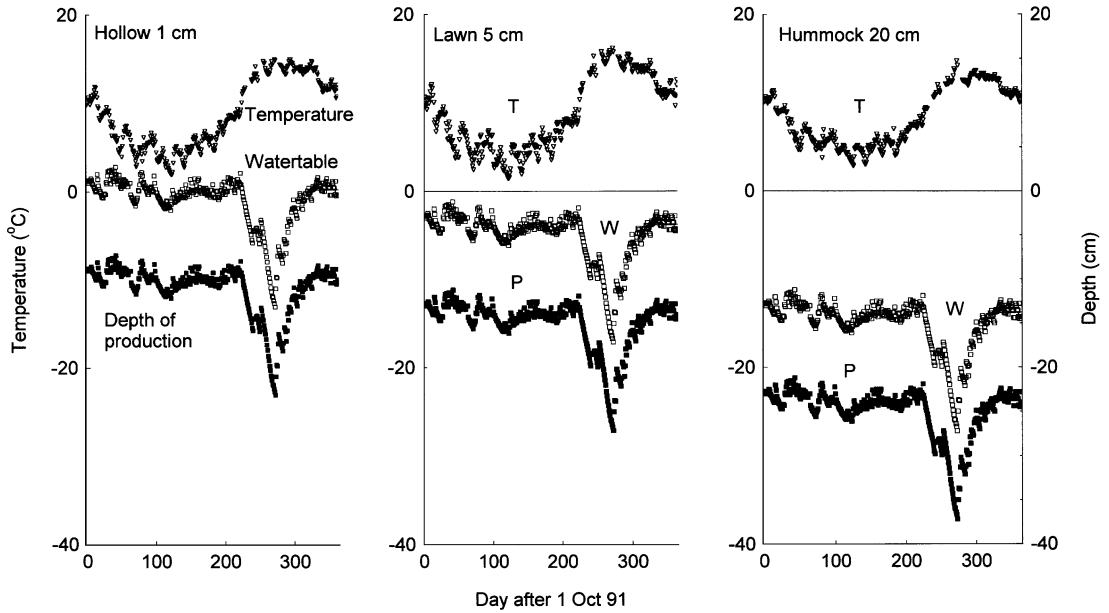 Hollow 1 cm
Lawn 5 cm
Hummock 20 cm
20
0
-20
-40
Temperature (⁰C)
Temperature
Watertable
Depth of
production
0
100
200
300
20
0
-20
-40
T
W
P
0
100
200
300
Day after 1 Oct 91
20
0
-20
-40
T
W
P
0
100
200
300
20
0
-20
-40
Depth (cm)